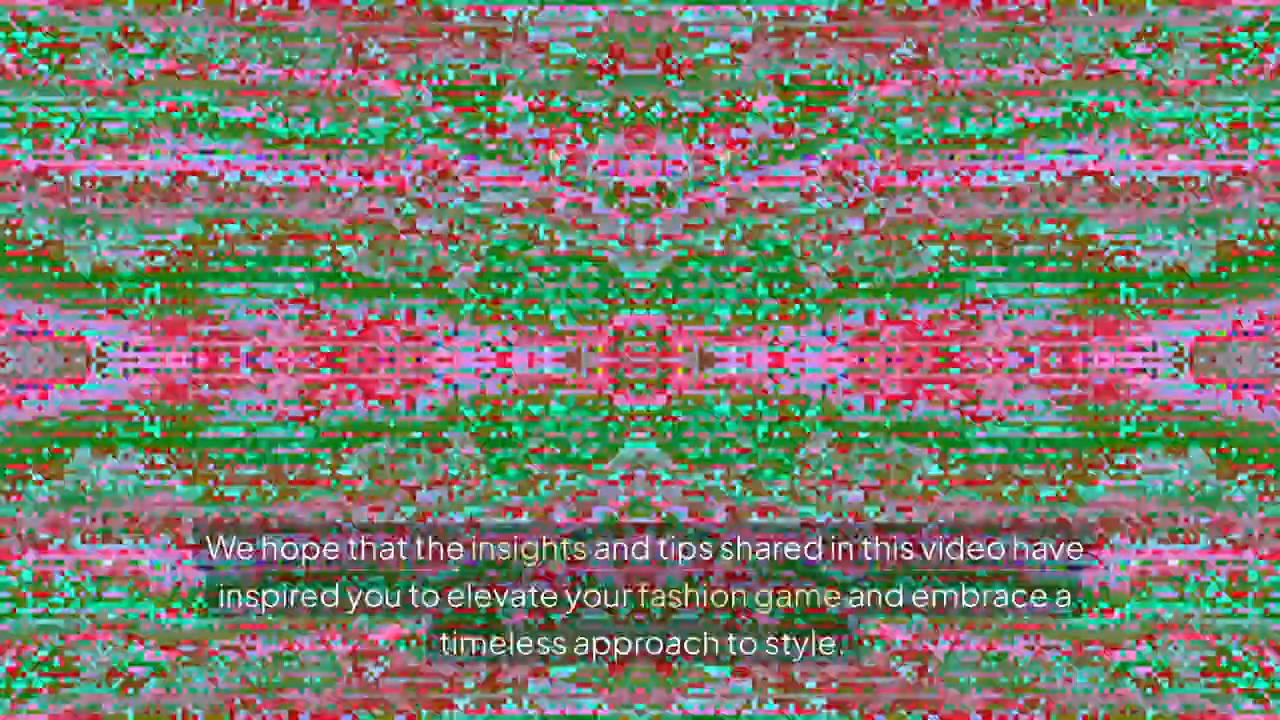 We hope that the insights and tips shared in this video have
inspired you to elevate your fashion game and embrace a
timeless approach to style.